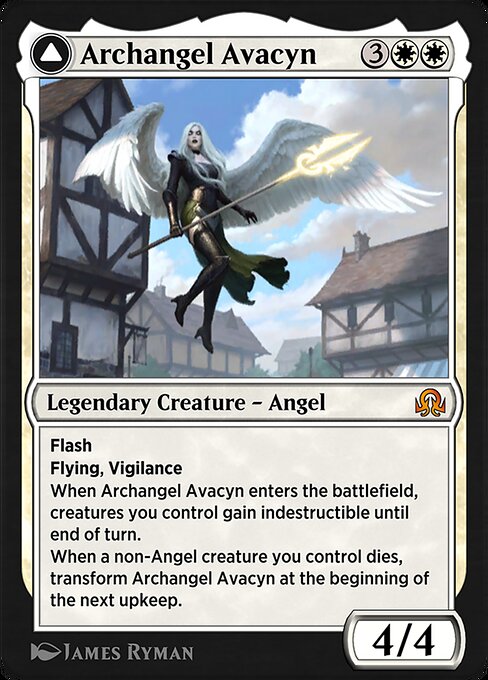 Archangel Avacyn 3
Legendary Creature – Angel
Flash
Flying, Vigilance
When Archangel Avacyn enters the battlefield,
creatures you control gain indestructible until
end of turn.
When a non-Angel creature you control dies,
transform Archangel Avacyn at the beginning of
the next upkeep.
4/4
James Ryman